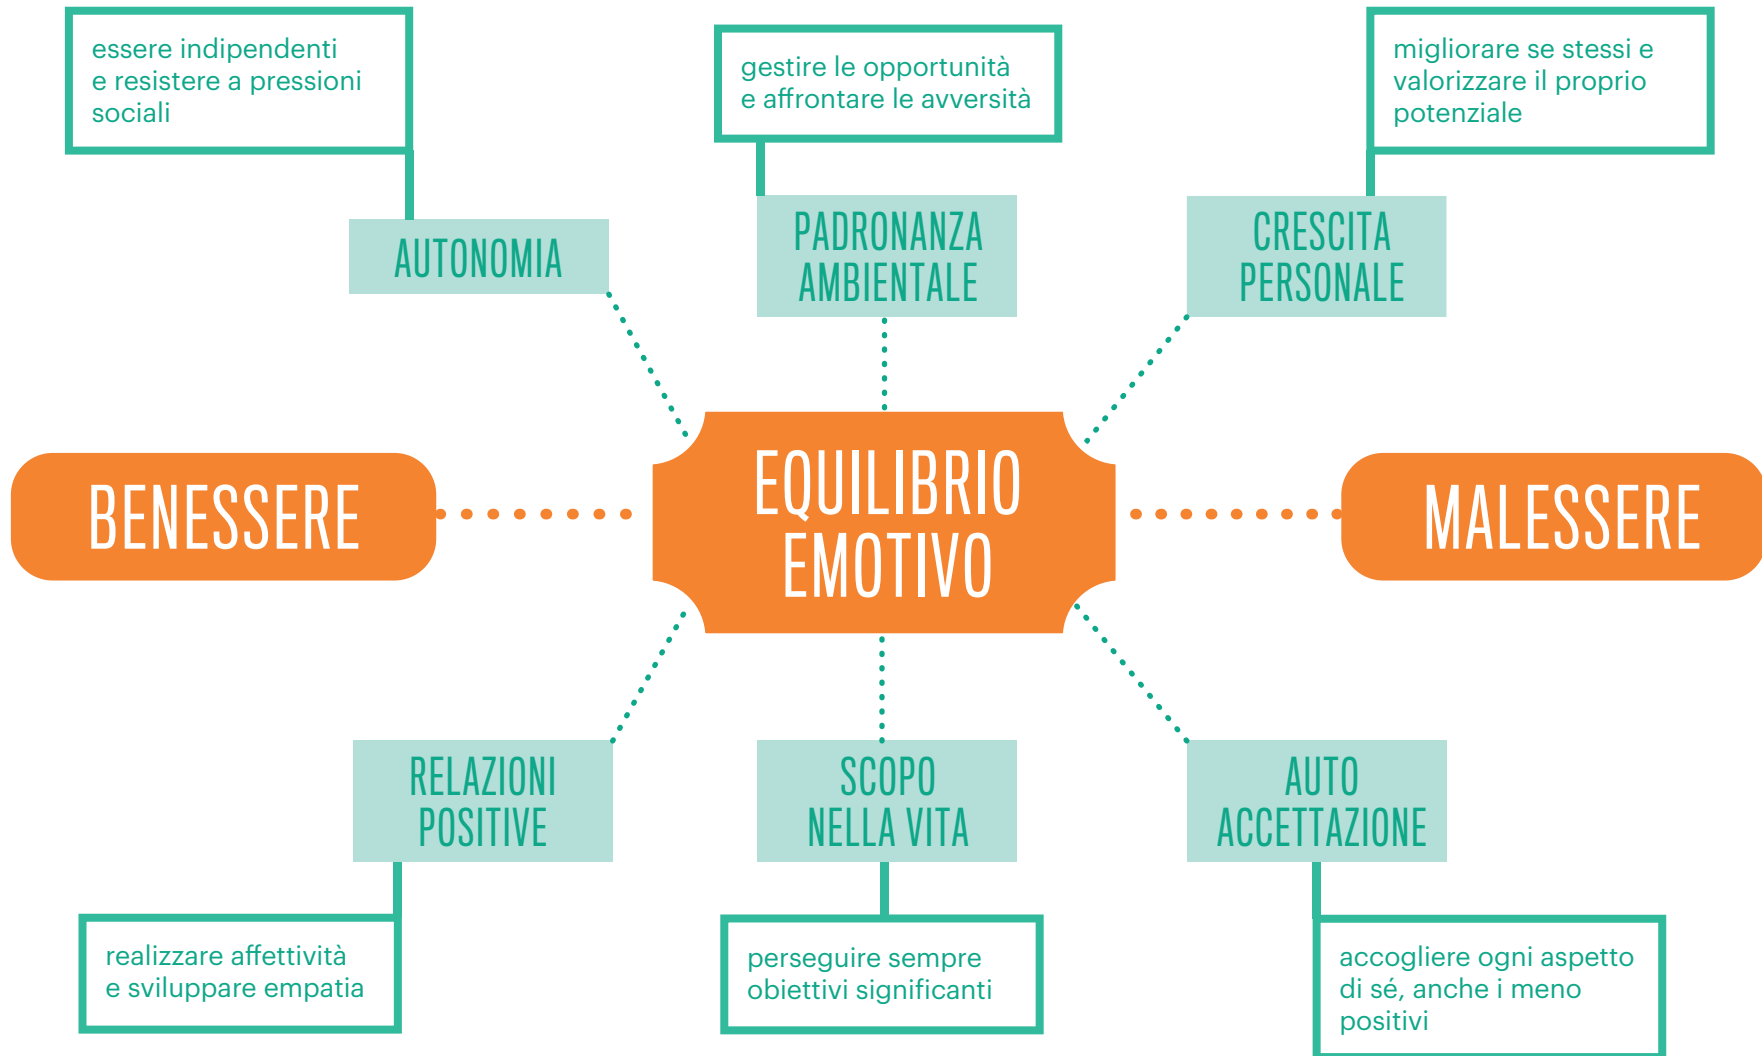 essere indipendenti
e resistere a pressioni
sociali
gestire le opportunità
e affrontare le avversità
migliorare se stessi e
valorizzare il proprio
potenziale
AUTONOMIA
PADRONANZA
AMBIENTALE
CRESCITA
PERSONALE
BENESSERE
EQUILIBRIO
EMOTIVO
MALESSERE
RELAZIONI
POSITIVE
SCOPO
NELLA VITA
AUTO
ACCETTAZIONE
realizzare affettività
e sviluppare empatia
perseguire sempre
obiettivi significanti
accogliere ogni aspetto
di sé, anche i meno
positivi